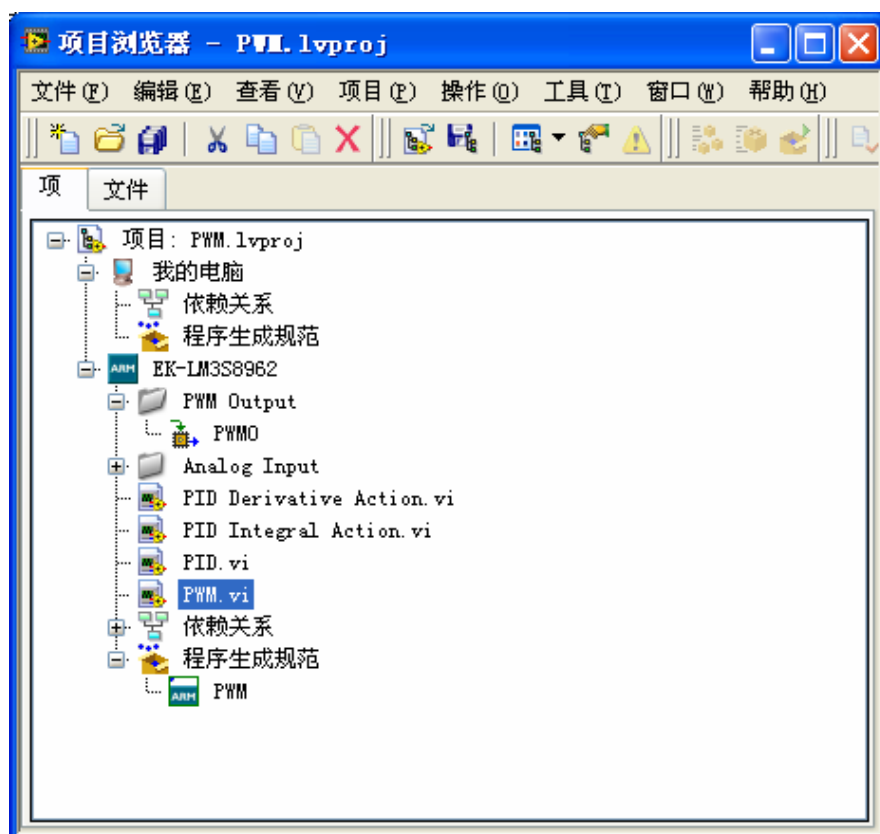 项目浏览器 - PWM.lvproj
文件(F) 编辑(E) 查看(V) 项目(P) 操作(O) 工具(T) 窗口(W) 帮助(H)
项 文件
项目: PWM.lvproj
我的电脑
依赖关系
程序生成规范
ARM EK-LM3S8962
PWM Output
PWM0
Analog Input
PID Derivative Action.vi
PID Integral Action.vi
PID.vi
PWM.vi
依赖关系
程序生成规范
ARM PWM